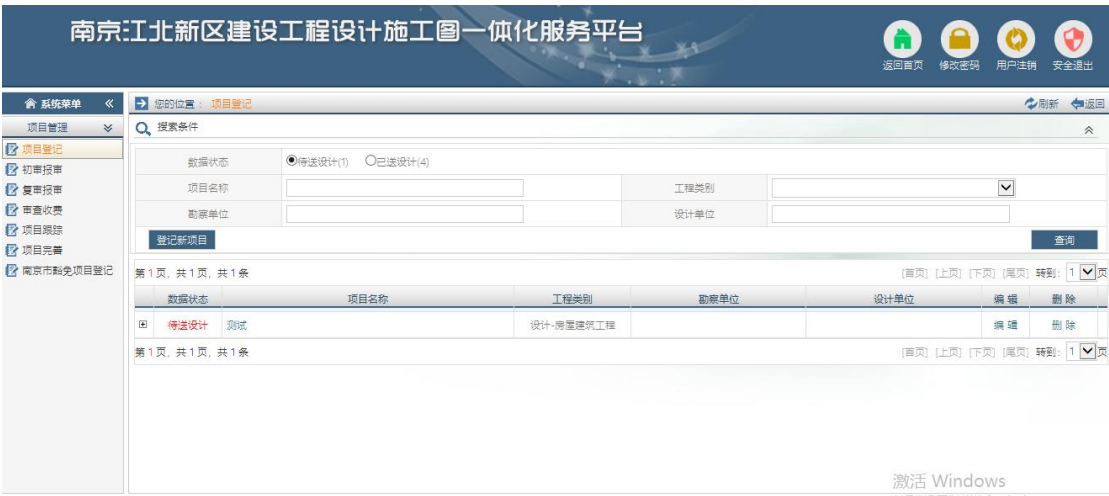 南京江北新区建设工程设计施工图一体化服务平台
返回首页 修改密码 用户注销 安全退出
系统菜单
您的位置： 项目登记 刷新 返回
项目管理
搜索条件
项目登记
初审报审
复审报审
审查收费
项目跟踪
项目完善
南京市豁免项目登记
数据状态 待送设计(1) 已送设计(4)
项目名称 工程类别
勘察单位 设计单位
登记新项目 查询
第1页, 共1页, 共1条 [首页] [上页] [下页] [尾页] 转到: 1 页
数据状态 项目名称 工程类别 勘察单位 设计单位 编 辑 删 除
待送设计 测试 设计-房屋建筑工程 编 辑 删 除
第1页, 共1页, 共1条 [首页] [上页] [下页] [尾页] 转到: 1 页
激活 Windows